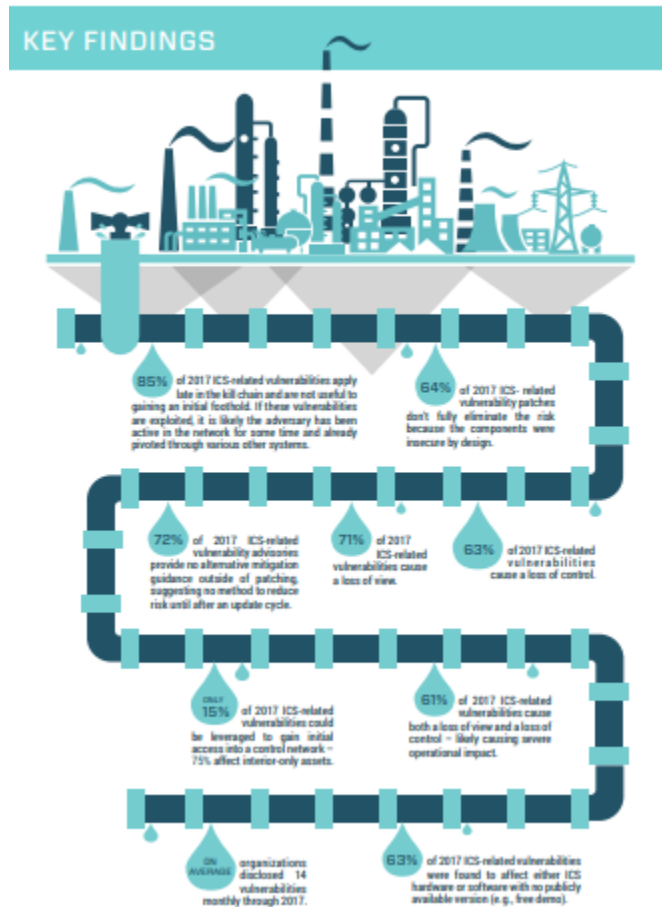 KEY FINDINGS
85% of 2017 ICS-related vulnerabilities apply
late in the kill chain and are not useful to
gaining an initial foothold. If these vulnerabilities
are exploited, it is likely the adversary has been
active in the network for some time and already
pivoted through various other systems.
64% of 2017 ICS- related
vulnerability patches
don't fully eliminate the risk
because the components were
insecure by design.
72% of 2017 ICS-related
vulnerability advisories
provide no alternative mitigation
guidance outside of patching,
suggesting no method to reduce
risk until after an update cycle.
71% of 2017
ICS-related
vulnerabilities cause
a loss of view.
63% of 2017 ICS-related
vulnerabilities
cause a loss of control.
ONLY
15% of 2017 ICS-related
vulnerabilities could
be leveraged to gain initial
access into a control network –
75% affect interior-only assets.
61% of 2017 ICS-related
vulnerabilities cause
both a loss of view and a loss of
control – likely causing severe
operational impact.
ON
AVERAGE
organizations
disclosed 14
vulnerabilities
monthly through 2017.
63% of 2017 ICS-related vulnerabilities
were found to affect either ICS
hardware or software with no publicly
available version (e.g., free demo).